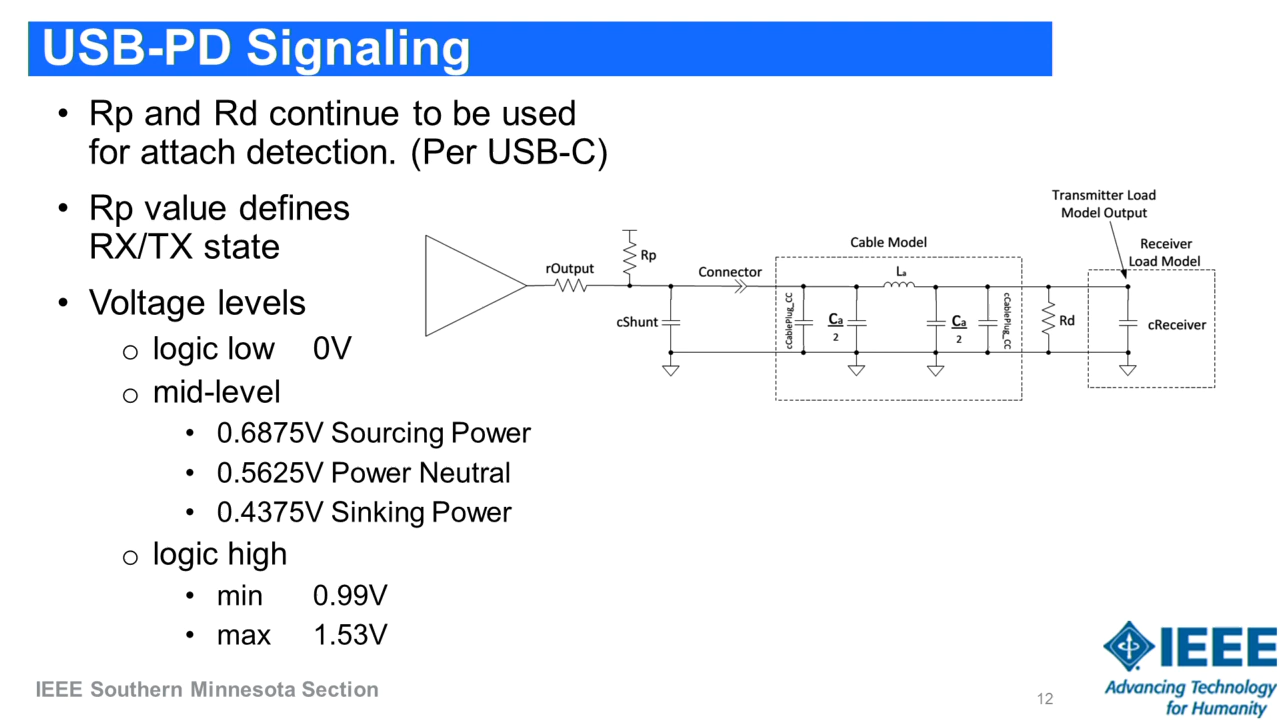 USB-PD Signaling
• Rp and Rd continue to be used
for attach detection. (Per USB-C)
• Rp value defines
RX/TX state
• Voltage levels
o logic low 0V
o mid-level
• 0.6875V Sourcing Power
• 0.5625V Power Neutral
• 0.4375V Sinking Power
o logic high
• min 0.99V
• max 1.53V
rOutput
Rp
cShunt
Connector
Cable Model
cCablePlug_CC
Ca
2
La
Ca
2
cCablePlug_CC
Rd
Transmitter Load
Model Output
Receiver
Load Model
cReceiver
IEEE Southern Minnesota Section
12
IEEE
Advancing Technology
for Humanity